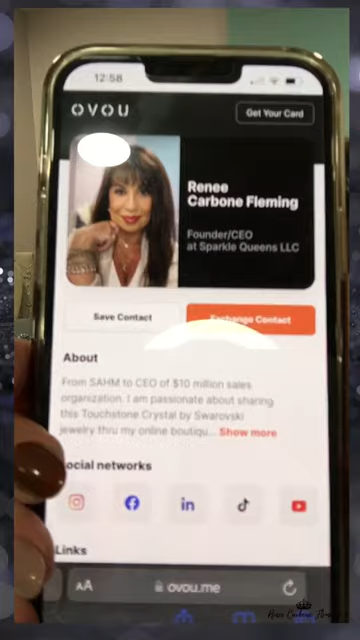 12:58
OVOU
Get Your Card
Renee
Carbone Fleming
Founder/CEO
at Sparkle Queens LLC
Save Contact
Exchange Contact
About
From SAHM to CEO of $10 million sales
organization. I am passionate about sharing
this Touchstone Crystal by Swarovski
jewelry thru my online boutiqu... Show more
ocial networks
Links
AA
ovou.me